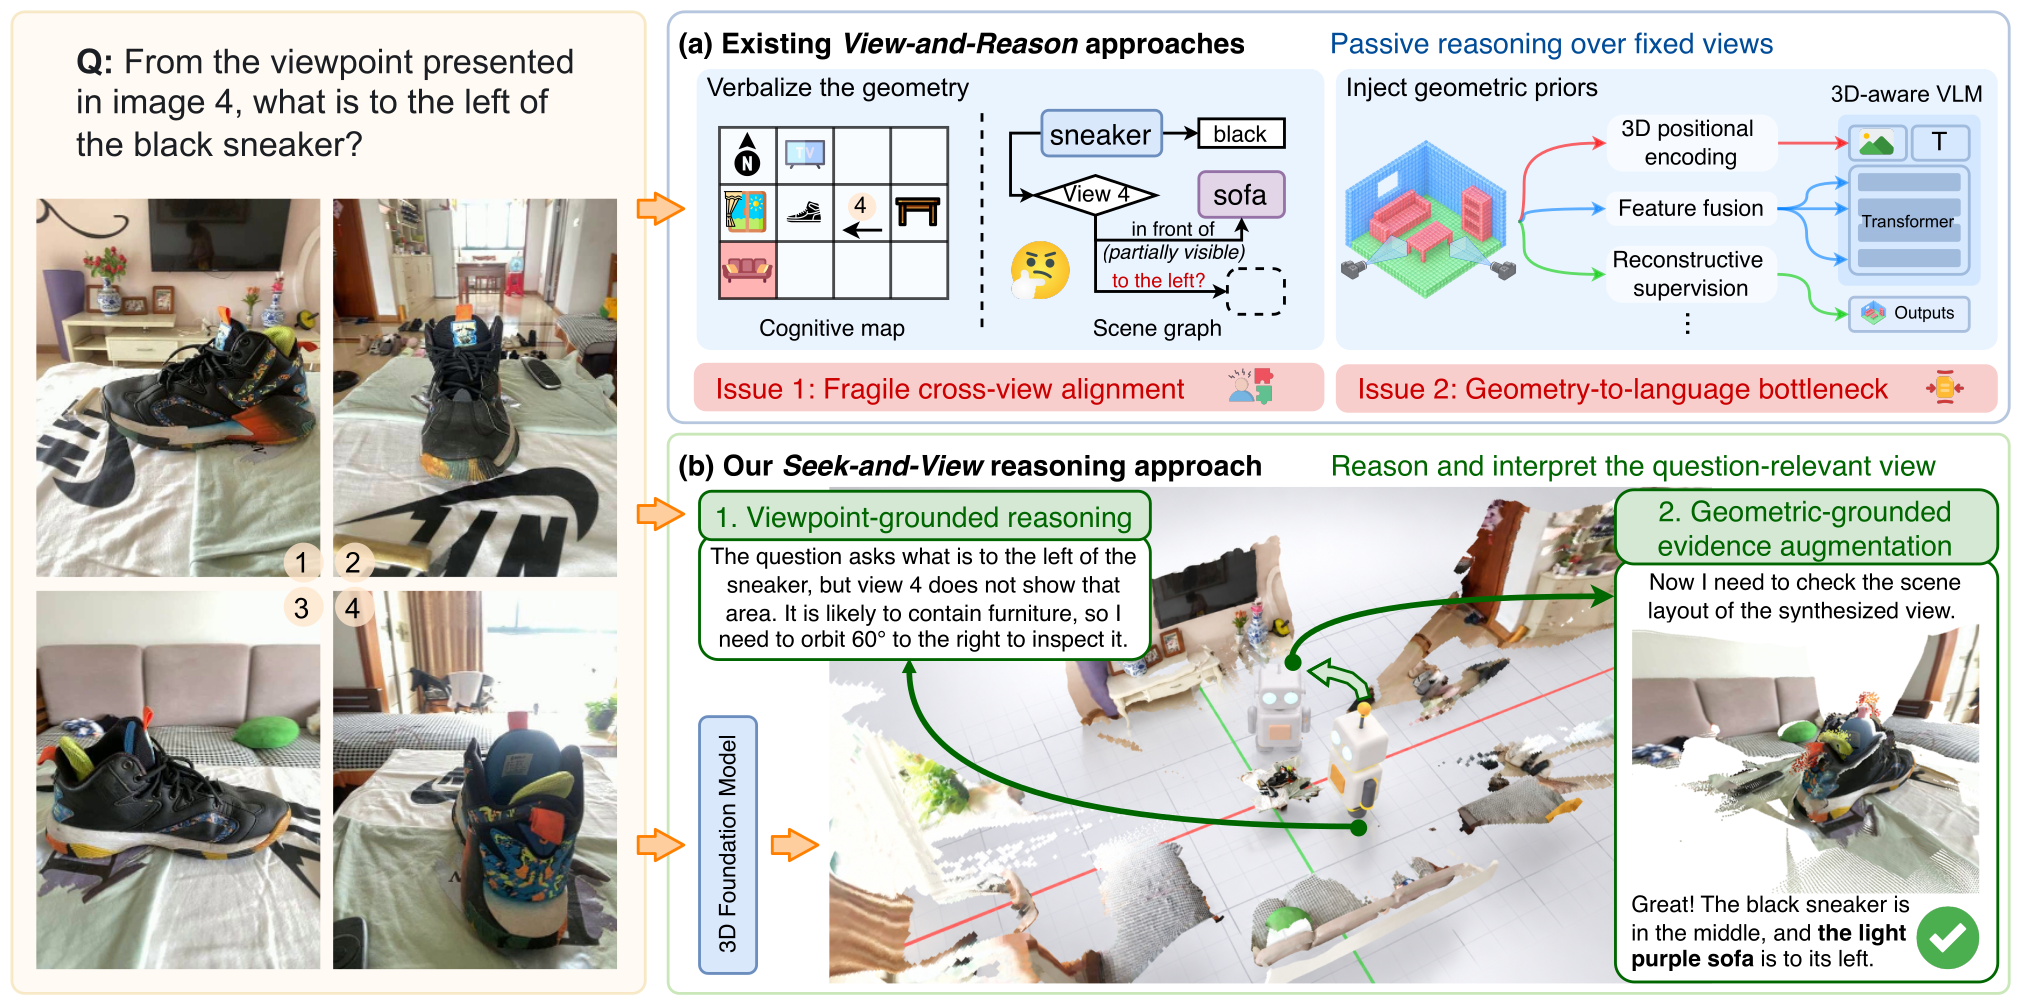 Q: From the viewpoint presented
in image 4, what is to the left of
the black sneaker?
1
2
3
4
(a) Existing View-and-Reason approaches
Passive reasoning over fixed views
Verbalize the geometry
N
TV
4
Cognitive map
sneaker
black
View 4
sofa
in front of
(partially visible)
to the left?
Scene graph
Inject geometric priors
3D-aware VLM
3D positional
encoding
Feature fusion
Reconstructive
supervision
T
Transformer
Outputs
Issue 1: Fragile cross-view alignment
Issue 2: Geometry-to-language bottleneck
(b) Our Seek-and-View reasoning approach
Reason and interpret the question-relevant view
1. Viewpoint-grounded reasoning
The question asks what is to the left of the
sneaker, but view 4 does not show that
area. It is likely to contain furniture, so I
need to orbit 60° to the right to inspect it.
3D Foundation Model
2. Geometric-grounded
evidence augmentation
Now I need to check the scene
layout of the synthesized view.
Great! The black sneaker is
in the middle, and the light
purple sofa is to its left.